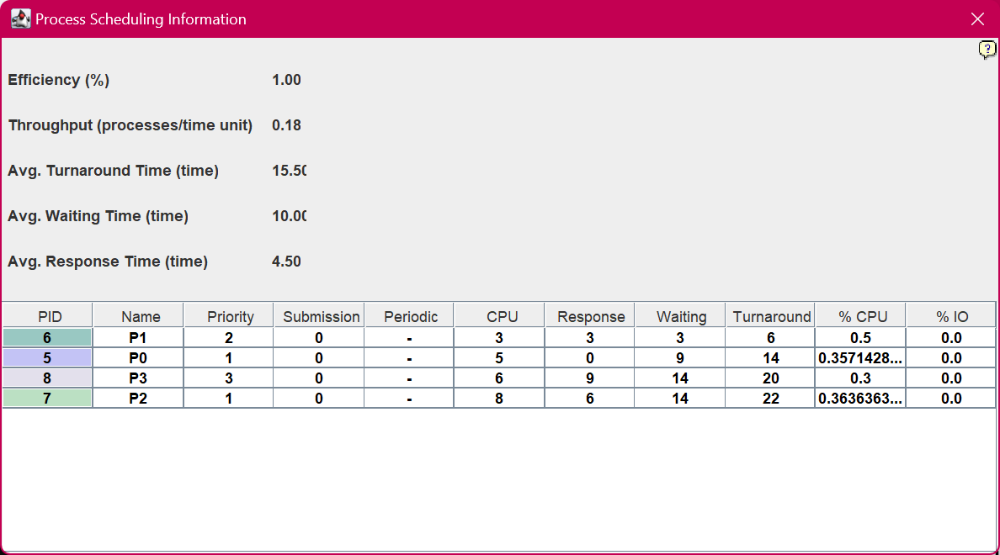 Process Scheduling Information
?
Efficiency (%) 1.00
Throughput (processes/time unit) 0.18
Avg. Turnaround Time (time) 15.50
Avg. Waiting Time (time) 10.00
Avg. Response Time (time) 4.50
PID Name Priority Submission Periodic CPU Response Waiting Turnaround % CPU % IO
6 P1 2 0 - 3 3 3 6 0.5 0.0
5 P0 1 0 - 5 0 9 14 0.3571428... 0.0
8 P3 3 0 - 6 9 14 20 0.3 0.0
7 P2 1 0 - 8 6 14 22 0.3636363... 0.0